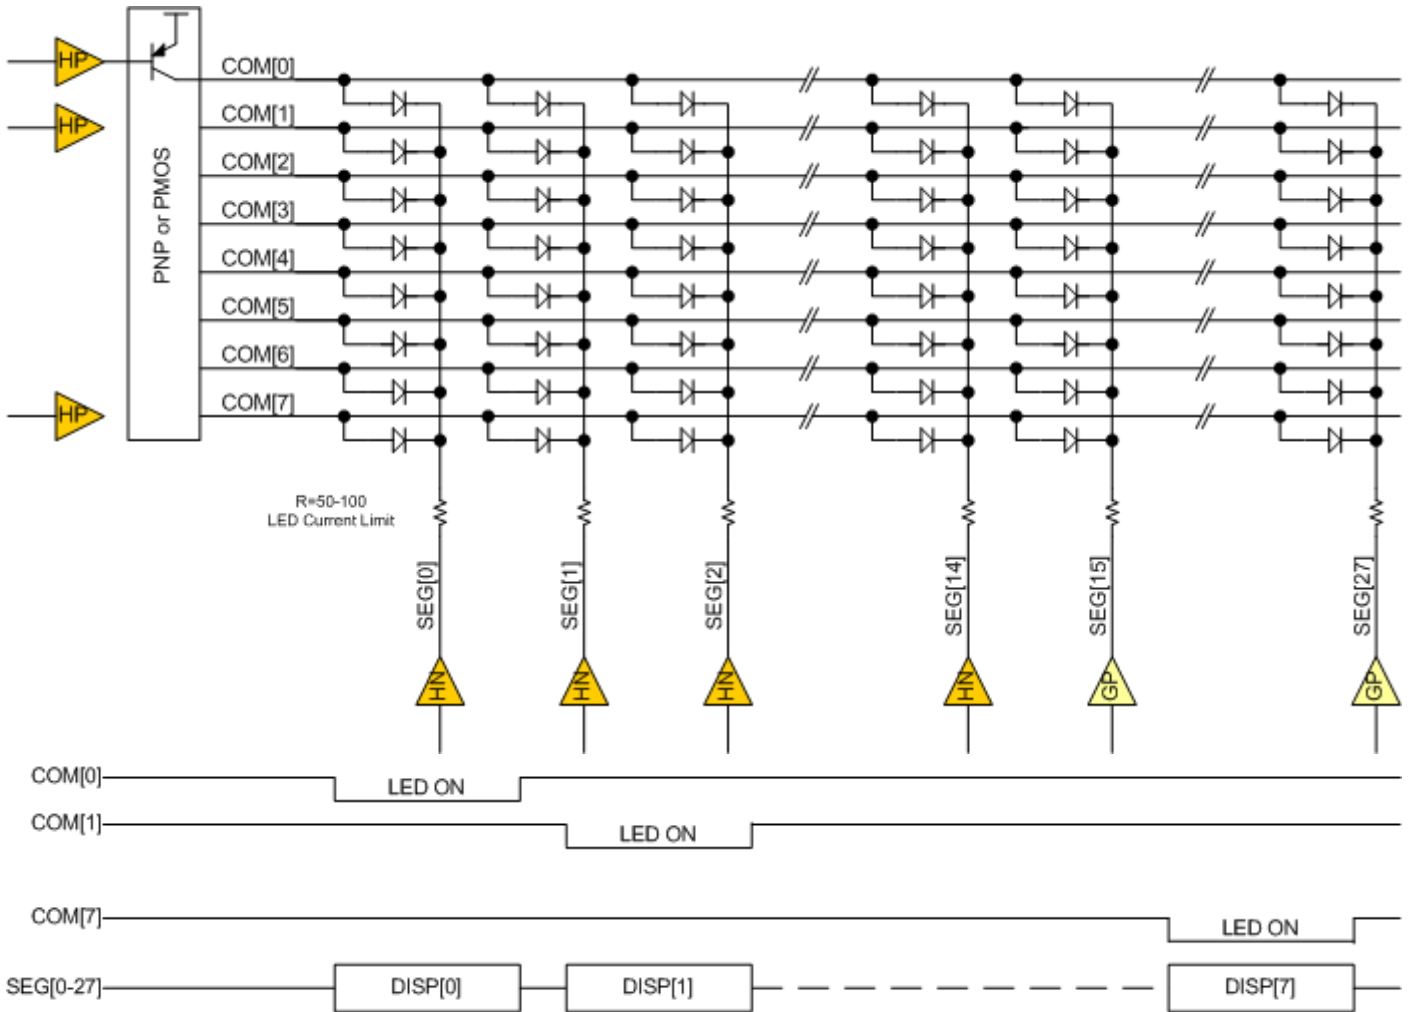 HP
COM[0]
HP
COM[1]
COM[2]
PNP or PMOS
COM[3]
COM[4]
COM[5]
COM[6]
HP
COM[7]
R=50-100
LED Current Limit
SEG[0]
SEG[1]
SEG[2]
SEG[14]
SEG[15]
SEG[27]
HN
HN
HN
HN
GP
GP
COM[0]
LED ON
COM[1]
LED ON
COM[7]
LED ON
SEG[0-27]
DISP[0]
DISP[1]
DISP[7]